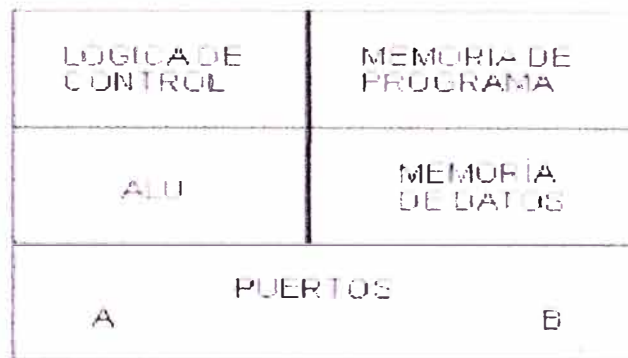 LOGICA DE
CONTROL
MEMORIA DE
PROGRAMA
ALU
MEMORIA
DE DATOS
PUERTOS
A B